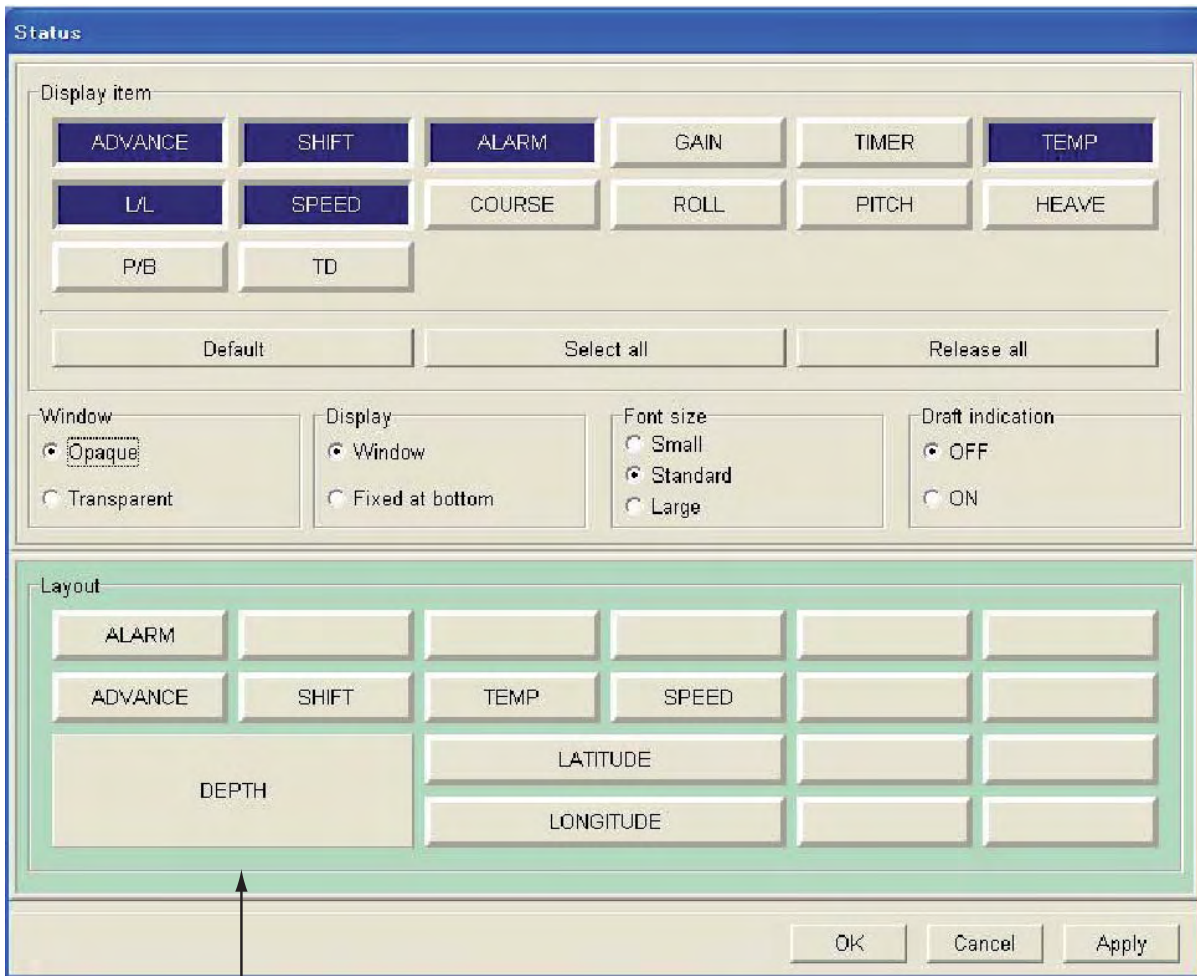 Status
Display item
ADVANCE SHIFT ALARM GAIN TIMER TEMP
L/L SPEED COURSE ROLL PITCH HEAVE
P/B TD
Default Select all Release all
Window Display Font size Draft indication
Opaque Window Small OFF
Standard
Transparent Fixed at bottom Large ON
Layout
ALARM
ADVANCE SHIFT TEMP SPEED
DEPTH LATITUDE
LONGITUDE
OK Cancel Apply